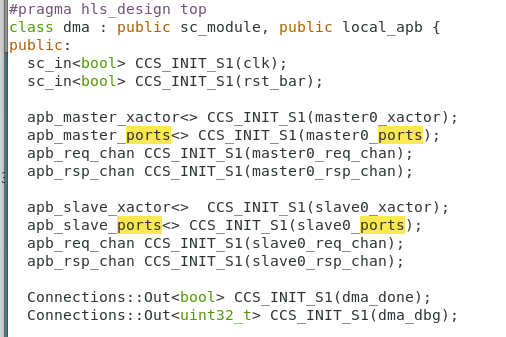 #pragma hls_design top
class dma : public sc_module, public local_apb {
public:
  sc_in<bool> CCS_INIT_S1(clk);
  sc_in<bool> CCS_INIT_S1(rst_bar);

  apb_master_xactor<> CCS_INIT_S1(master0_xactor);
  apb_master_ports<> CCS_INIT_S1(master0_ports);
  apb_req_chan CCS_INIT_S1(master0_req_chan);
  apb_rsp_chan CCS_INIT_S1(master0_rsp_chan);

  apb_slave_xactor<>  CCS_INIT_S1(slave0_xactor);
  apb_slave_ports<> CCS_INIT_S1(slave0_ports);
  apb_req_chan CCS_INIT_S1(slave0_req_chan);
  apb_rsp_chan CCS_INIT_S1(slave0_rsp_chan);

  Connections::Out<bool> CCS_INIT_S1(dma_done);
  Connections::Out<uint32_t> CCS_INIT_S1(dma_dbg);